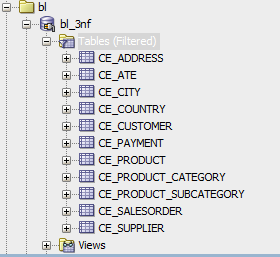 bl
bl_3nf
Tables (Filtered)
CE_ADDRESS
CE_ATE
CE_CITY
CE_COUNTRY
CE_CUSTOMER
CE_PAYMENT
CE_PRODUCT
CE_PRODUCT_CATEGORY
CE_PRODUCT_SUBCATEGORY
CE_SALESORDER
CE_SUPPLIER
Views